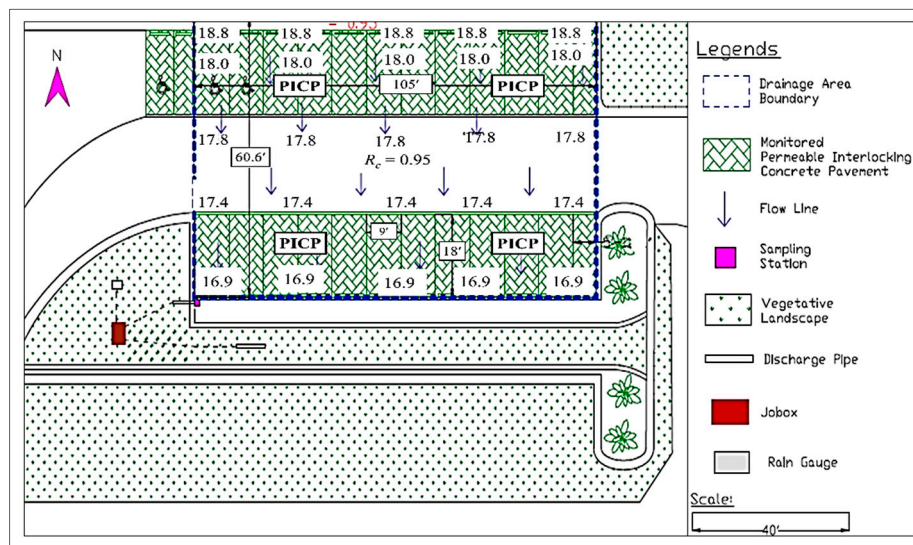 = 0.95
18.8 18.8 18.8 18.8 18.8
18.0 18.0 18.0 18.0 18.0
PICP 105' PICP
N
17.8 17.8 17.8 17.8 17.8
60.6' Rc = 0.95
17.4 17.4 17.4 17.4 17.4
PICP 9' 18' PICP
16.9 16.9 16.9 16.9 16.9
Legends
Drainage Area
Boundary
Monitored
Permeable Interlocking
Concrete Pavement
Flow Line
Sampling
Station
Vegetative
Landscape
Discharge Pipe
Jobox
Rain Gauge
Scale:
40'